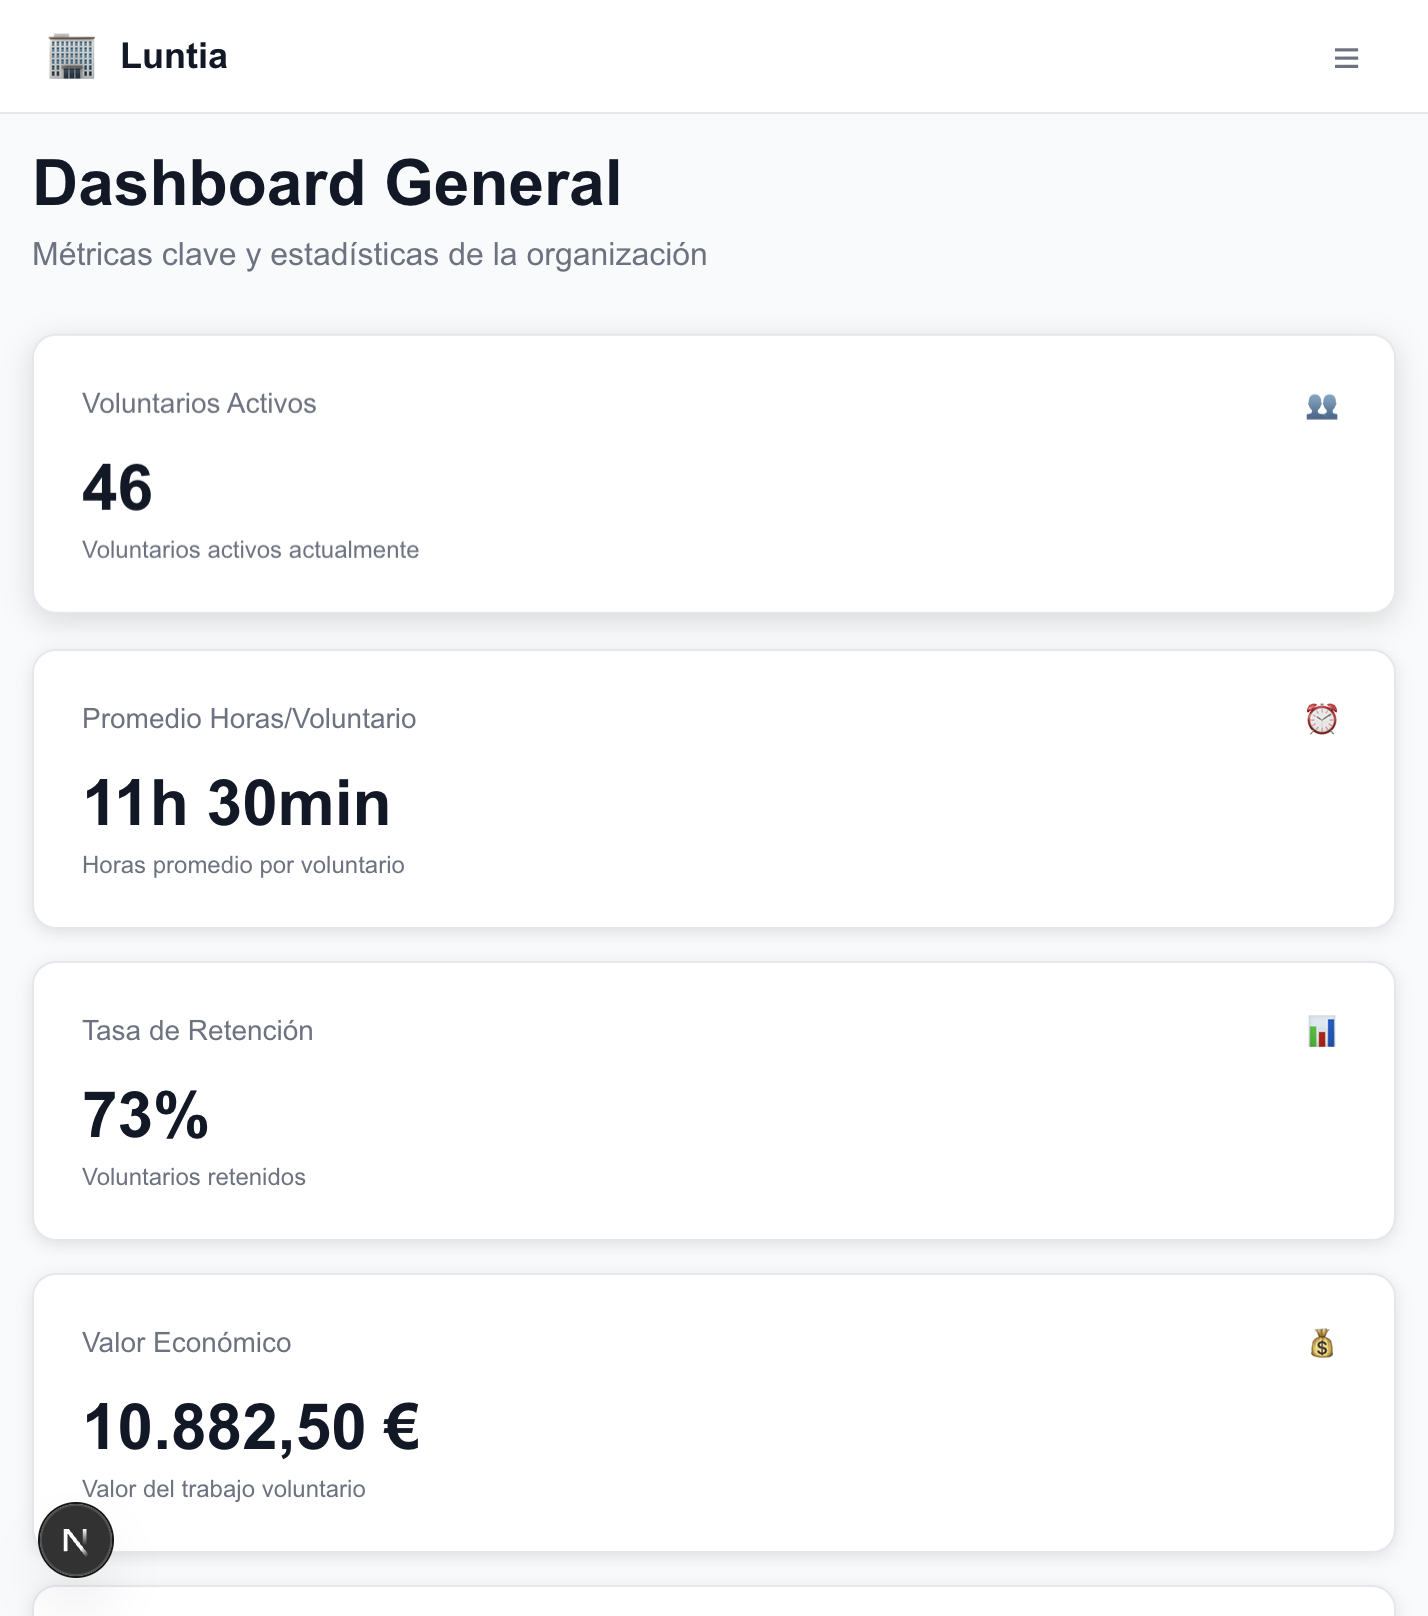 Luntia
Dashboard General
Métricas clave y estadísticas de la organización
Voluntarios Activos
46
Voluntarios activos actualmente
Promedio Horas/Voluntario
11h 30min
Horas promedio por voluntario
Tasa de Retención
73%
Voluntarios retenidos
Valor Económico
$
10.882,50 €
Valor del trabajo voluntario
N